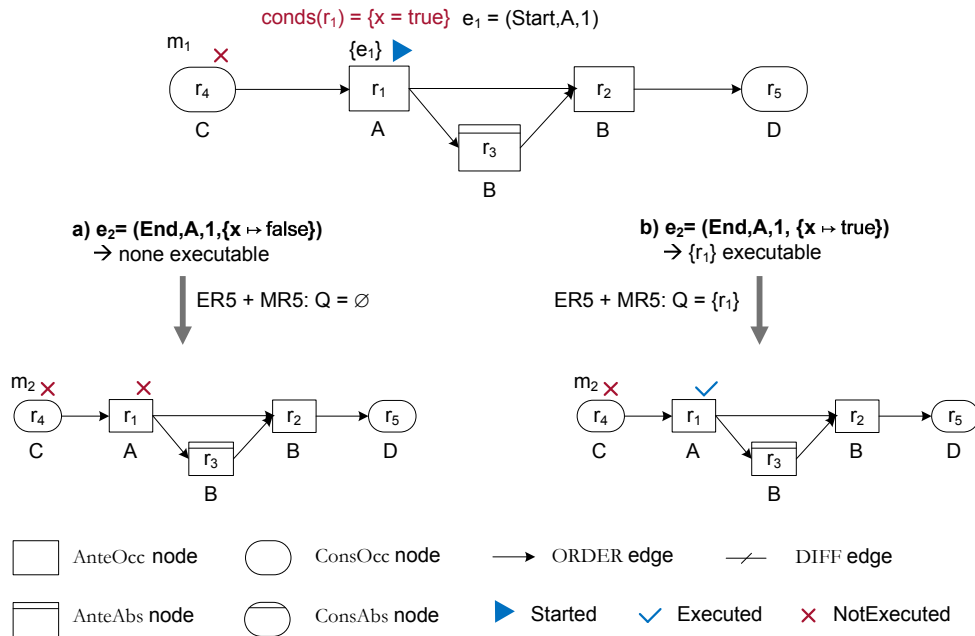 conds(r₁) = {x = true} e₁ = (Start,A,1)
m₁ {e₁}
r₄ r₁ r₂ r₅
C A B D
r₃
B
a) e₂= (End,A,1,{x ↦ false})
→ none executable
ER5 + MR5: Q = ∅
b) e₂= (End,A,1, {x ↦ true})
→ {r₁} executable
ER5 + MR5: Q = {r₁}
m₂
r₄ r₁ r₂ r₅
C A B D
r₃
B
m₂
r₄ r₁ r₂ r₅
C A B D
r₃
B
AnteOcc node ConsOcc node ORDER edge DIFF edge
AnteAbs node ConsAbs node Started Executed NotExecuted